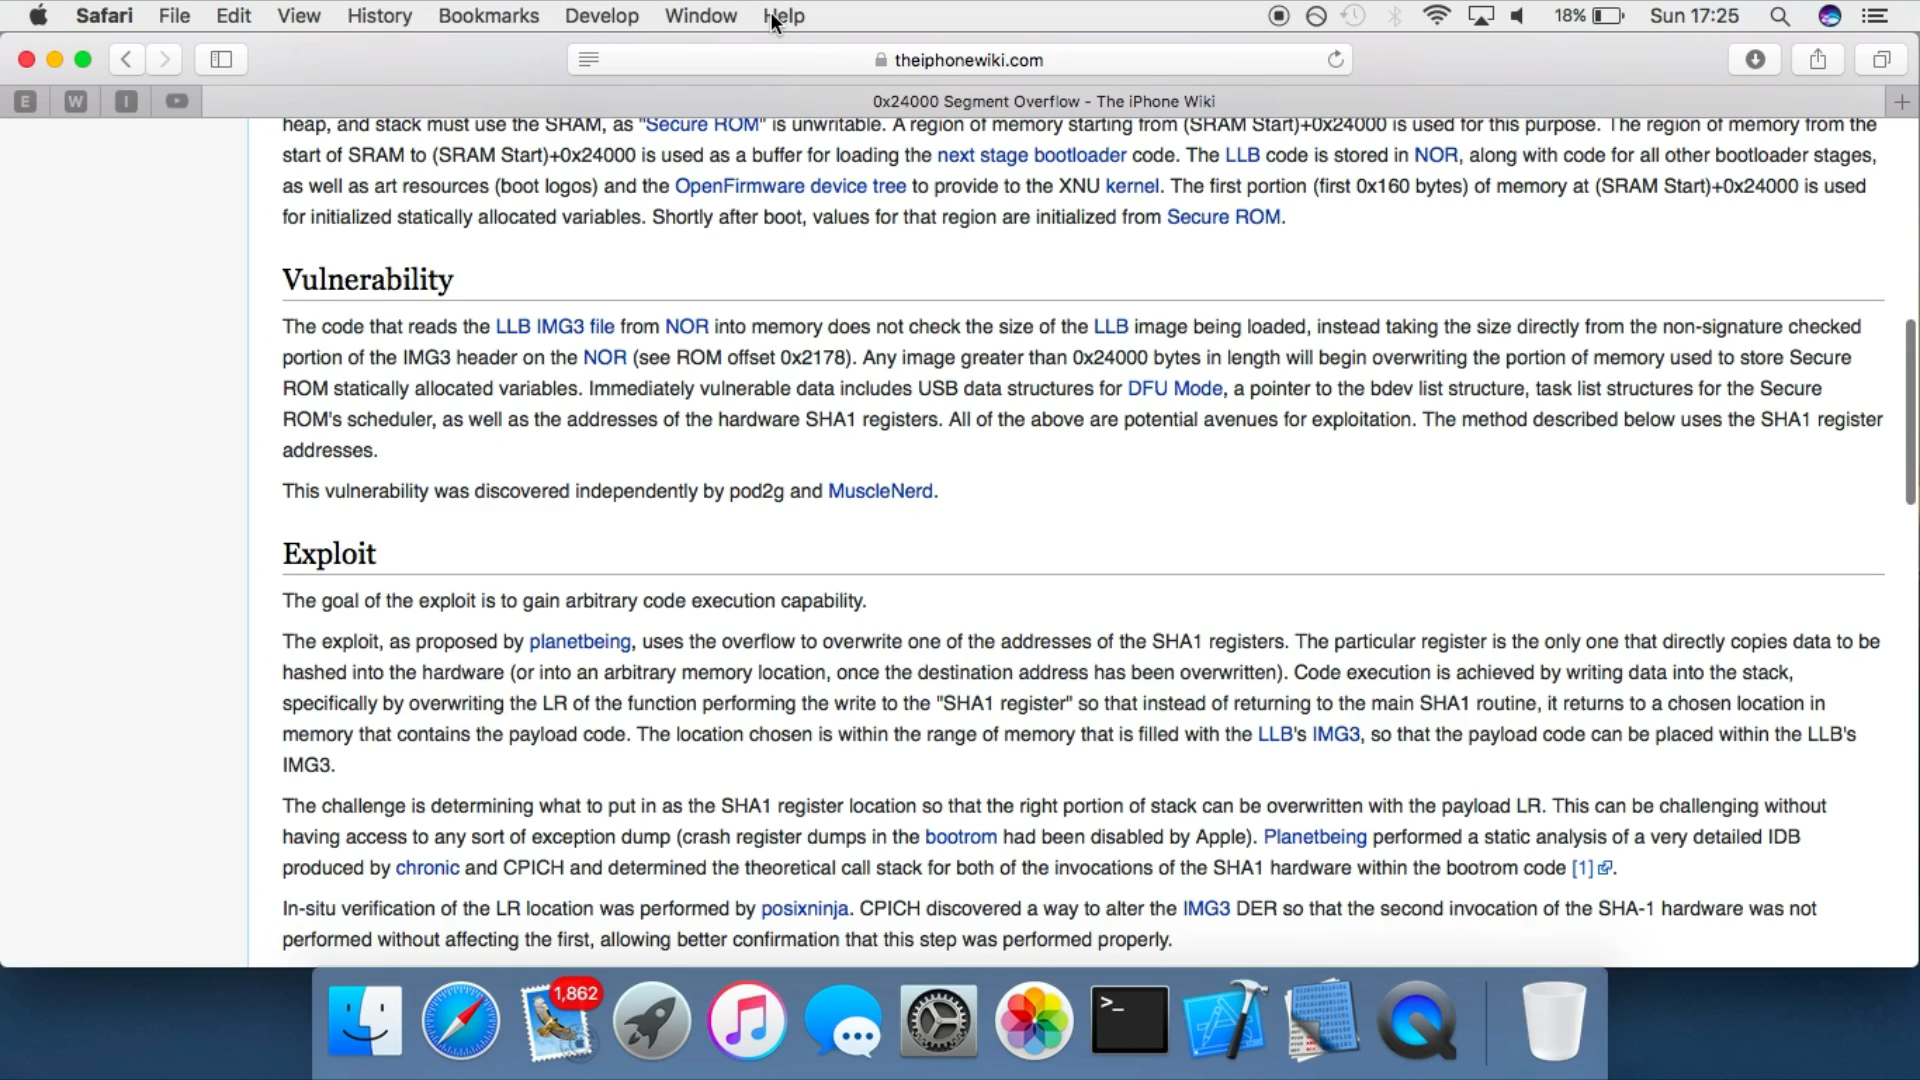 Safari File Edit View History Bookmarks Develop Window Help 18% Sun 17:25
theiphonewiki.com
E W I 0x24000 Segment Overflow - The iPhone Wiki
heap, and stack must use the SRAM, as "Secure ROM" is unwritable. A region of memory starting from (SRAM Start)+0x24000 is used for this purpose. The region of memory from the
start of SRAM to (SRAM Start)+0x24000 is used as a buffer for loading the next stage bootloader code. The LLB code is stored in NOR, along with code for all other bootloader stages,
as well as art resources (boot logos) and the OpenFirmware device tree to provide to the XNU kernel. The first portion (first 0x160 bytes) of memory at (SRAM Start)+0x24000 is used
for initialized statically allocated variables. Shortly after boot, values for that region are initialized from Secure ROM.
Vulnerability
The code that reads the LLB IMG3 file from NOR into memory does not check the size of the LLB image being loaded, instead taking the size directly from the non-signature checked
portion of the IMG3 header on the NOR (see ROM offset 0x2178). Any image greater than 0x24000 bytes in length will begin overwriting the portion of memory used to store Secure
ROM statically allocated variables. Immediately vulnerable data includes USB data structures for DFU Mode, a pointer to the bdev list structure, task list structures for the Secure
ROM's scheduler, as well as the addresses of the hardware SHA1 registers. All of the above are potential avenues for exploitation. The method described below uses the SHA1 register
addresses.
This vulnerability was discovered independently by pod2g and MuscleNerd.
Exploit
The goal of the exploit is to gain arbitrary code execution capability.
The exploit, as proposed by planetbeing, uses the overflow to overwrite one of the addresses of the SHA1 registers. The particular register is the only one that directly copies data to be
hashed into the hardware (or into an arbitrary memory location, once the destination address has been overwritten). Code execution is achieved by writing data into the stack,
specifically by overwriting the LR of the function performing the write to the "SHA1 register" so that instead of returning to the main SHA1 routine, it returns to a chosen location in
memory that contains the payload code. The location chosen is within the range of memory that is filled with the LLB's IMG3, so that the payload code can be placed within the LLB's
IMG3.
The challenge is determining what to put in as the SHA1 register location so that the right portion of stack can be overwritten with the payload LR. This can be challenging without
having access to any sort of exception dump (crash register dumps in the bootrom had been disabled by Apple). Planetbeing performed a static analysis of a very detailed IDB
produced by chronic and CPICH and determined the theoretical call stack for both of the invocations of the SHA1 hardware within the bootrom code [1].
In-situ verification of the LR location was performed by posixninja. CPICH discovered a way to alter the IMG3 DER so that the second invocation of the SHA-1 hardware was not
performed without affecting the first, allowing better confirmation that this step was performed properly.
1,862
>_